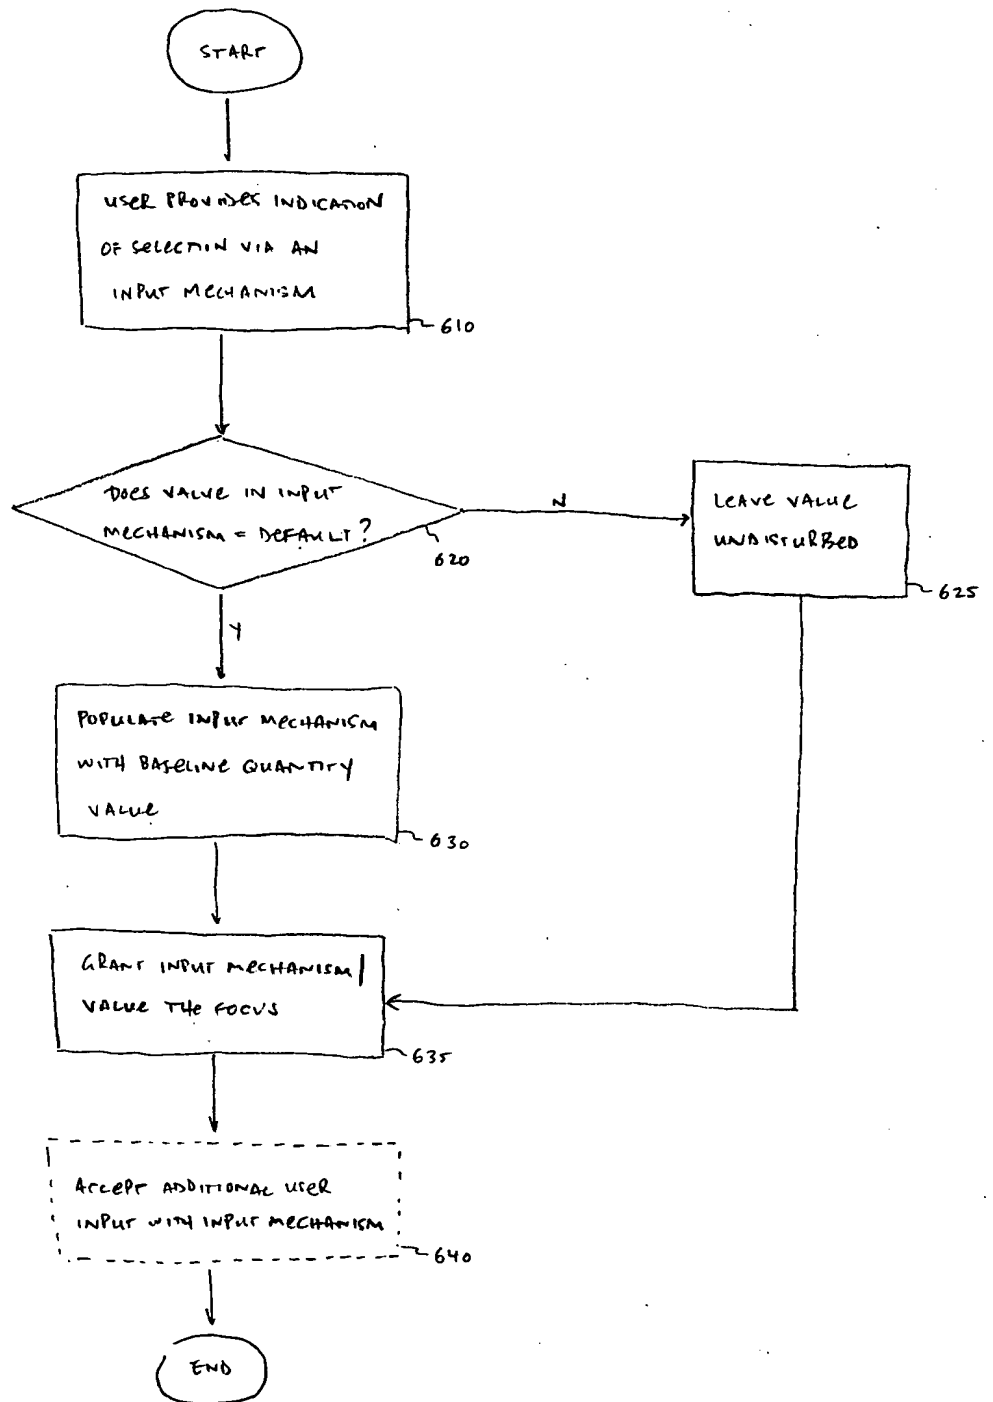 START
USER PROVIDES INDICATION
OF SELECTION VIA AN
INPUT MECHANISM
610
DOES VALUE IN INPUT
MECHANISM = DEFAULT?
620
N
LEAVE VALUE
UNDISTURBED
625
Y
POPULATE INPUT MECHANISM
WITH BASELINE QUANTITY
VALUE
630
GRANT INPUT MECHANISM/
VALUE THE FOCUS
635
ACCEPT ADDITIONAL USER
INPUT WITH INPUT MECHANISM
640
END